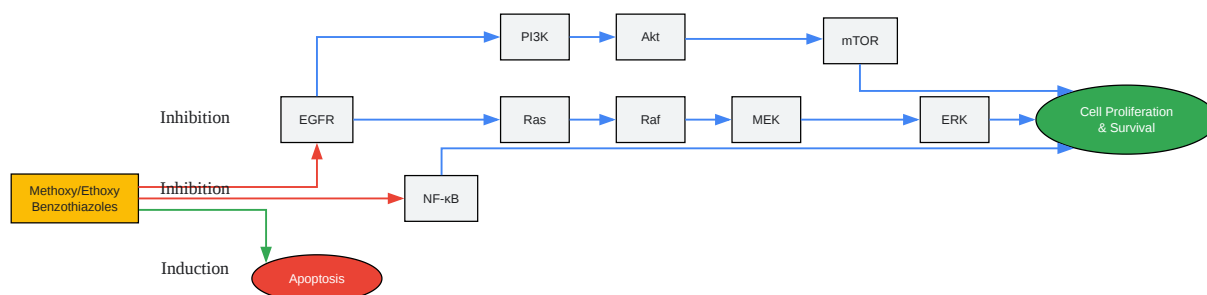 PI3K
Akt
mTOR
Inhibition
EGFR
Ras
Raf
MEK
ERK
Cell Proliferation
& Survival
Methoxy/Ethoxy
Benzothiazoles
Inhibition
NF-κB
Induction
Apoptosis